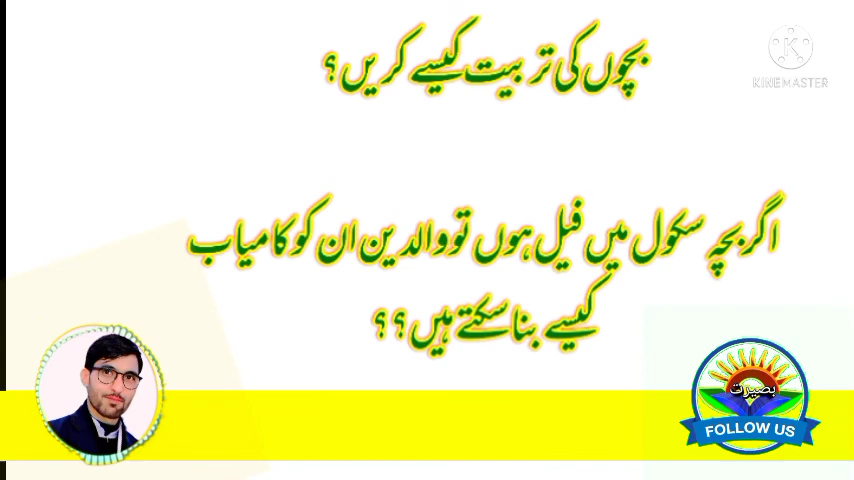 بچوں کی تربیت کیسے کریں؟
KINEMASTER
اگر بچہ سکول میں فیل ہوں تو والدین ان کو کامیاب
کیسے بنا سکتے ہیں؟؟
بصیرت
FOLLOW US